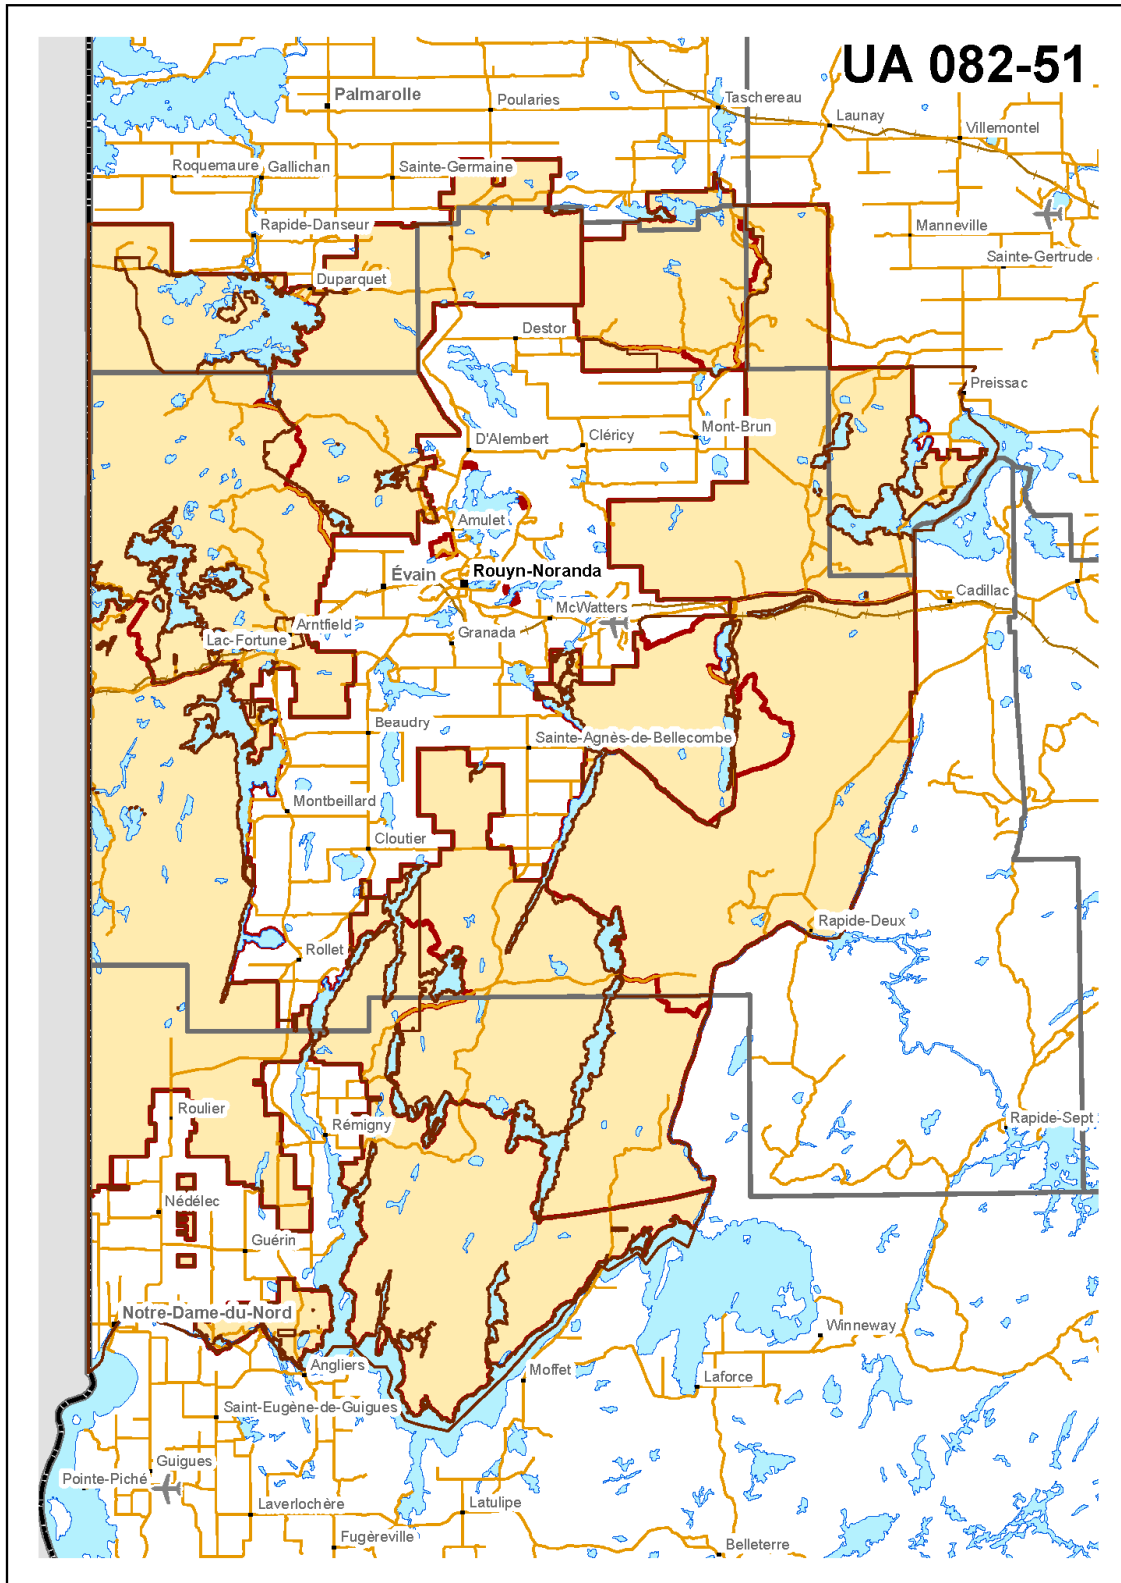 UA 082-51
Palmarolle
Poularies
Taschereau
Launay
Villemontel
Roquemaure
Gallichan
Sainte-Germaine
Rapide-Danseur
Manneville
Sainte-Gertrude
Duparquet
Destor
Preissac
D'Alembert
Cléricy
Mont-Brun
Amulet
Évain
Rouyn-Noranda
McWatters
Cadillac
Arntfield
Granada
Lac-Fortune
Beaudry
Sainte-Agnès-de-Bellecombe
Montbeillard
Cloutier
Rapide-Deux
Rollet
Roulier
Rémigny
Rapide-Sept
Nédélec
Guérin
Notre-Dame-du-Nord
Winneway
Angliers
Moffet
Laforce
Saint-Eugène-de-Guigues
Guigues
Pointe-Piché
Laverlochère
Latulipe
Fugèreville
Belleterre